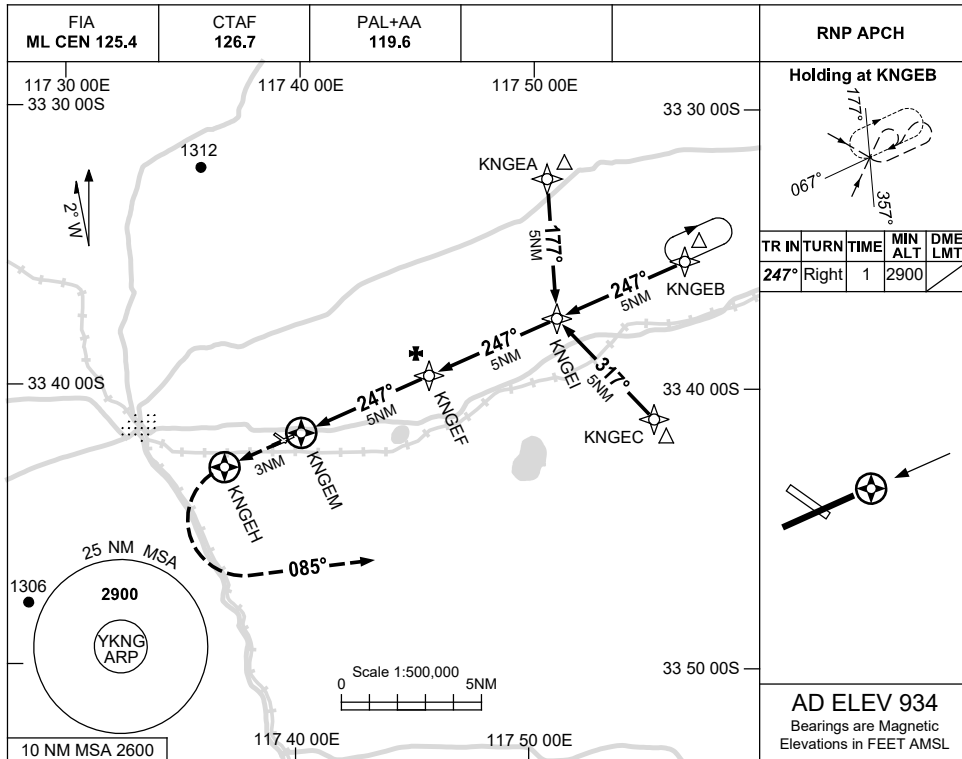 FIA
ML CEN 125.4
CTAF
126.7
PAL+AA
119.6
RNP APCH
117 30 00E
117 40 00E
117 50 00E
33 30 00S
33 30 00S
1312
2° W
KNGEA
177°
5NM
KNGEB
247°
5NM
KNGEI
247°
5NM
317°
5NM
KNGEC
33 40 00S
33 40 00S
KNGEF
247°
5NM
KNGEM
3NM
KNGEH
085°
25 NM MSA
2900
YKNG
ARP
1306
10 NM MSA 2600
Scale 1:500,000
0 5NM
33 50 00S
117 40 00E
117 50 00E
Holding at KNGEB
177°
067°
357°
TR IN TURN TIME MIN ALT DME LMT
247° Right 1 2900
AD ELEV 934
Bearings are Magnetic
Elevations in FEET AMSL